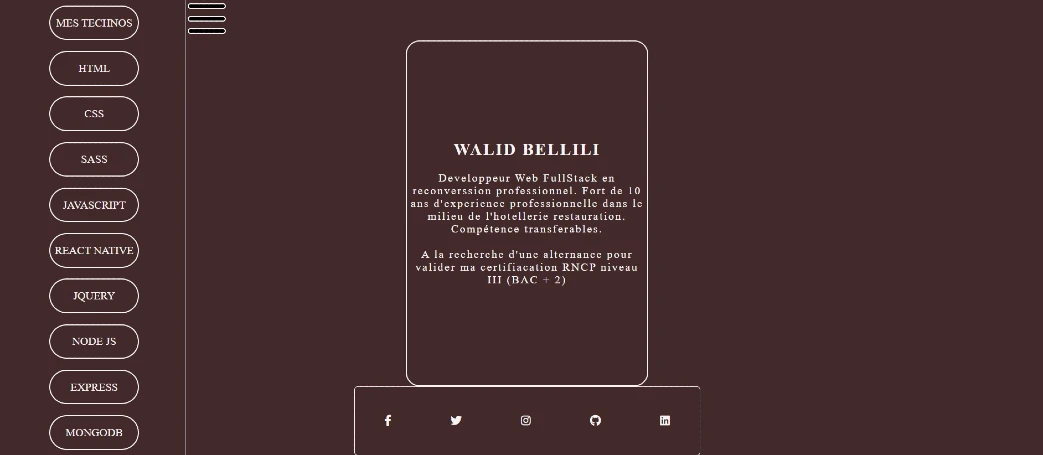 MES TECHNOS
HTML
CSS
SASS
JAVASCRIPT
REACT NATIVE
JQUERY
NODE JS
EXPRESS
MONGODB
WALID BELLILI
Developpeur Web FullStack en
reconverssion professionnel. Fort de 10
ans d'experience professionnelle dans le
milieu de l'hotellerie restauration.
Compétence transferables.
A la recherche d'une alternance pour
valider ma certifiacation RNCP niveau
III (BAC + 2)